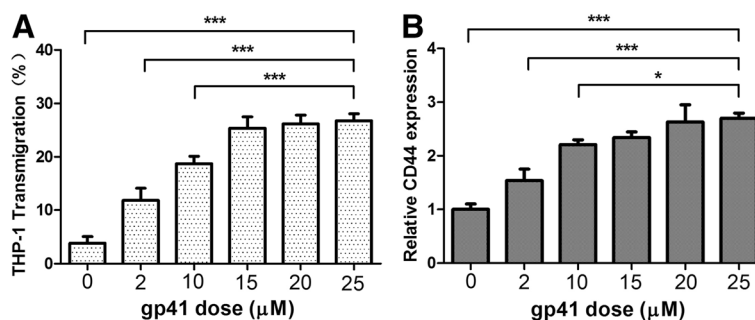 A
***
***
***
THP-1 Transmigration (%)
40
30
20
10
0
0 2 10 15 20 25
gp41 dose (μM)
B
***
***
*
Relative CD44 expression
4
3
2
1
0
0 2 10 15 20 25
gp41 dose (μM)